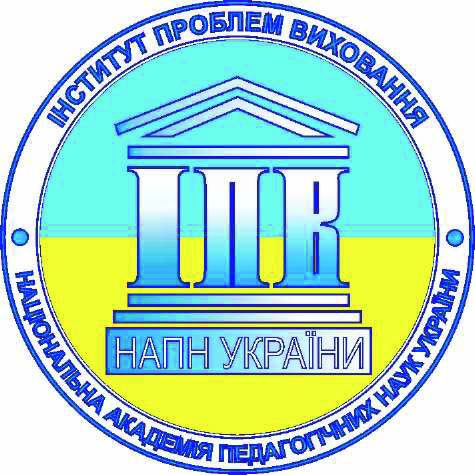 ІНСТИТУТ ПРОБЛЕМ ВИХОВАННЯ
ІПВ
НАПН УКРАЇНИ
НАЦІОНАЛЬНА АКАДЕМІЯ ПЕДАГОГІЧНИХ НАУК УКРАЇНИ